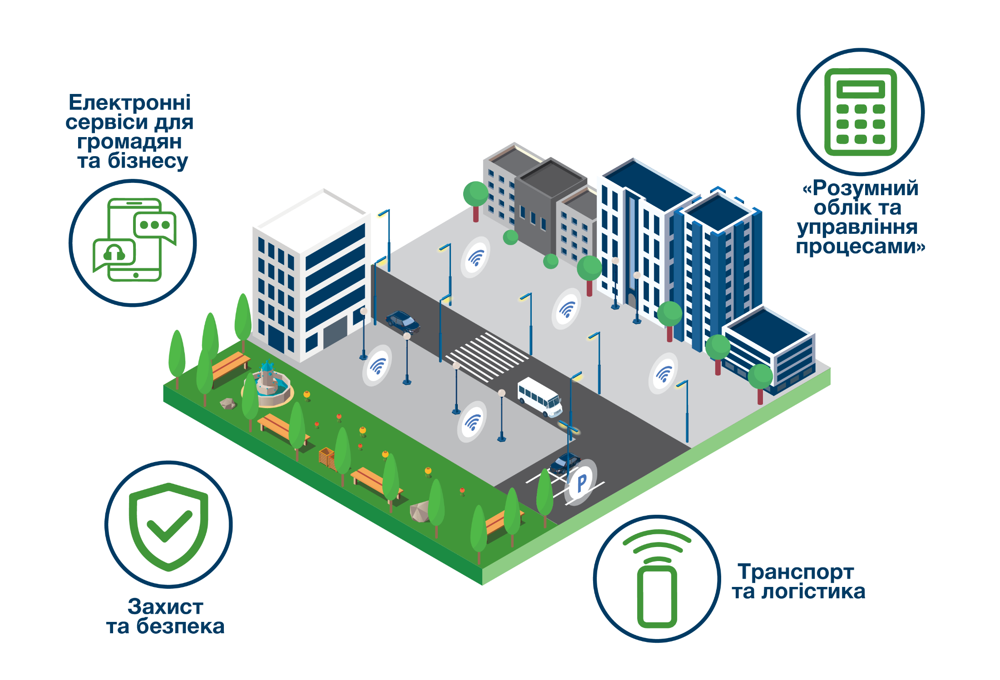 Електронні
сервіси для
громадян
та бізнесу
«Розумний
облік та
управління
процесами»
P
Захист
та безпека
Транспорт
та логістика